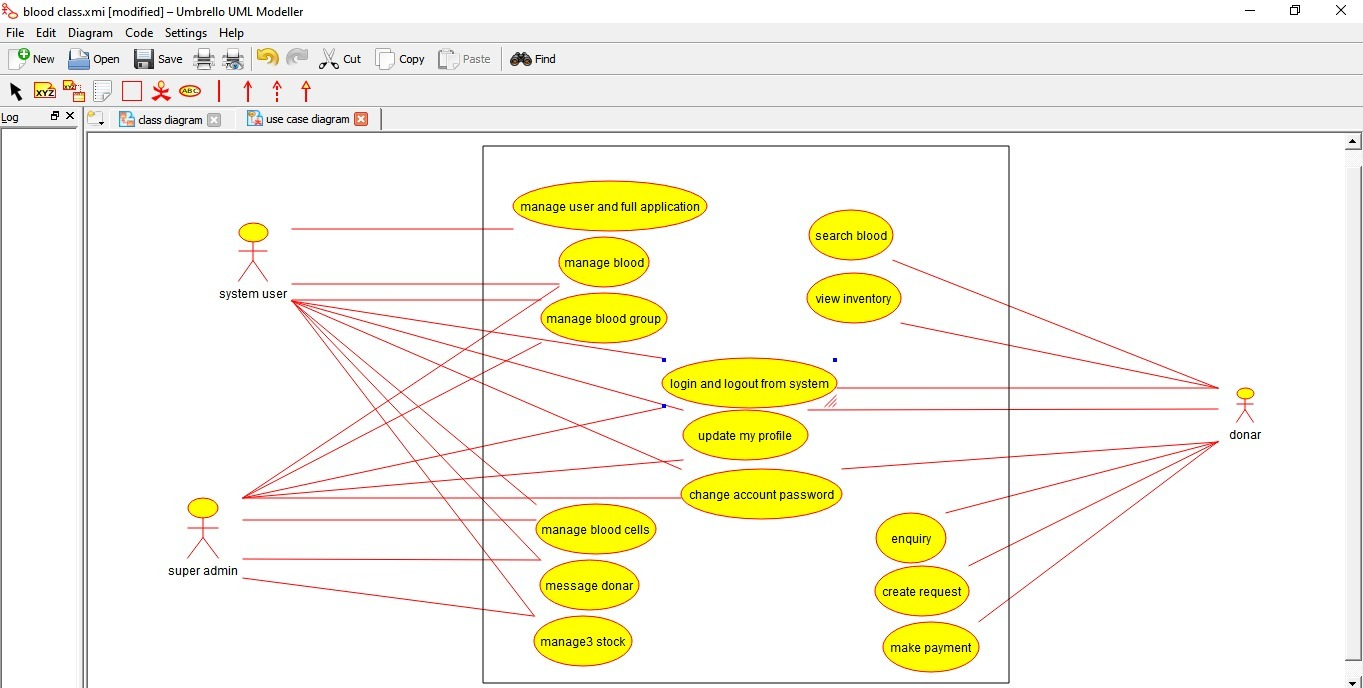 blood class.xmi [modified] – Umbrello UML Modeller
File Edit Diagram Code Settings Help
New Open Save Cut Copy Paste Find
XYZ XYZ ABC
Log
class diagram use case diagram
manage user and full application
search blood
manage blood
system user
view inventory
manage blood group
login and logout from system
update my profile
donar
change account password
manage blood cells
enquiry
super admin
message donar
create request
manage3 stock
make payment